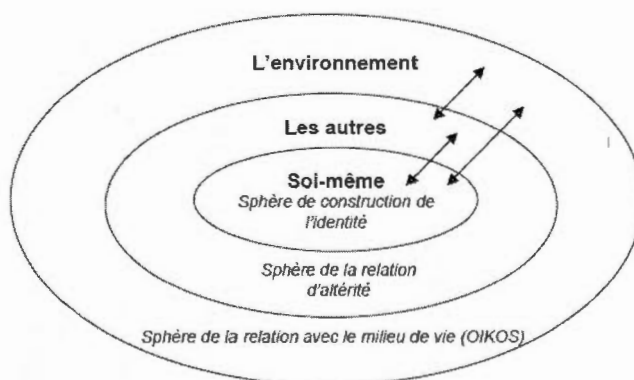 L'environnement
Les autres
Soi-même
Sphère de construction de
l'identité
Sphère de la relation
d'altérité
Sphère de la relation avec le milieu de vie (OIKOS)